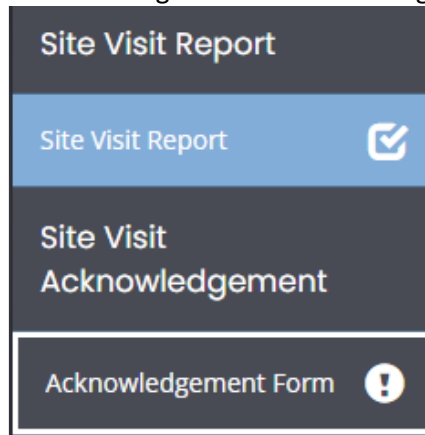 Site Visit Report
Site Visit Report
Site Visit
Acknowledgement
Acknowledgement Form